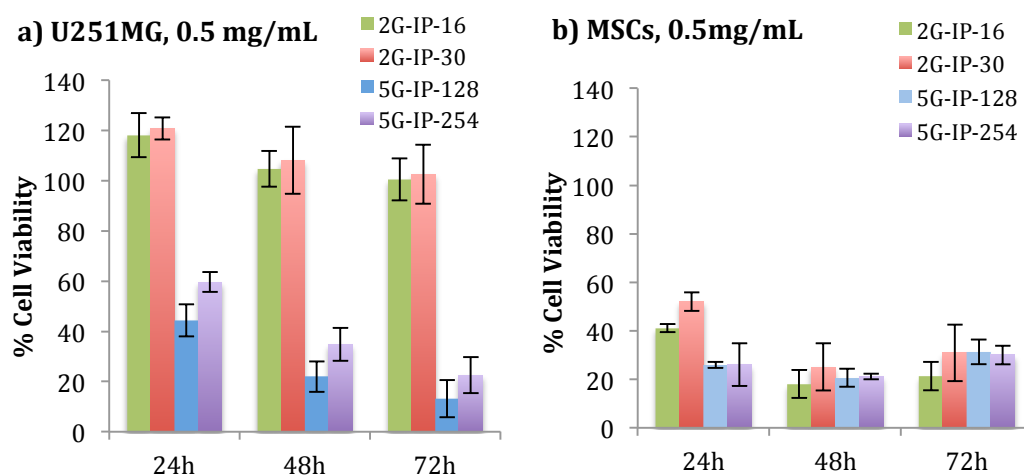 a) U251MG, 0.5 mg/mL
2G-IP-16
2G-IP-30
5G-IP-128
5G-IP-254
% Cell Viability
140
120
100
80
60
40
20
0
24h 48h 72h
b) MSCs, 0.5mg/mL
2G-IP-16
2G-IP-30
5G-IP-128
5G-IP-254
% Cell Viability
140
120
100
80
60
40
20
0
24h 48h 72h